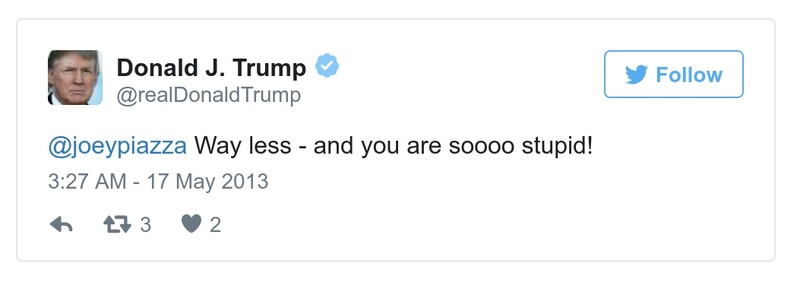 Donald J. Trump
@realDonaldTrump
Follow
@joeypiazza Way less - and you are soooo stupid!
3:27 AM - 17 May 2013
3 2